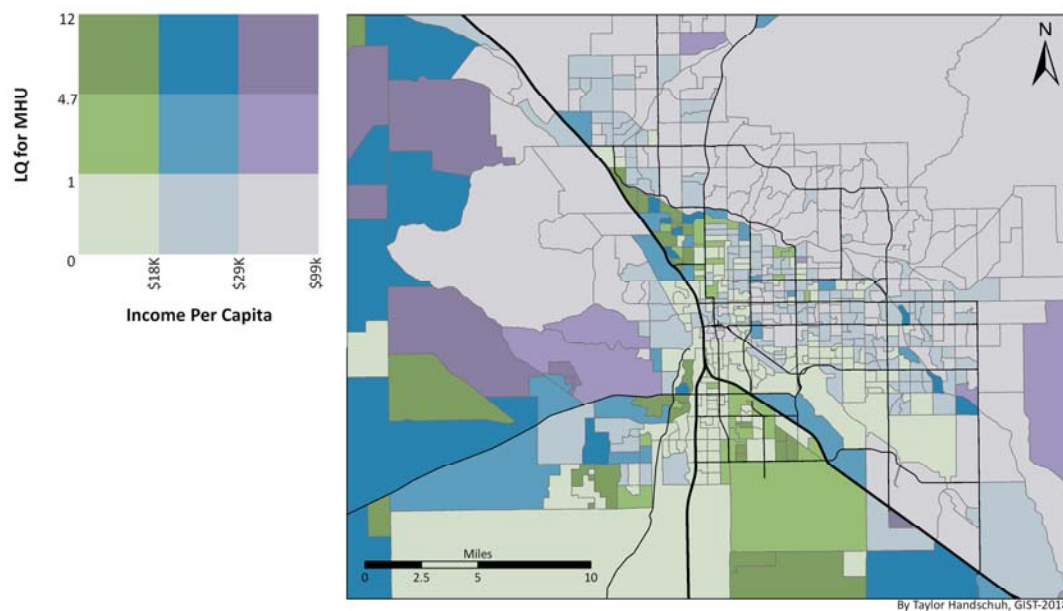 12
4.7
1
0
LQ for MHU
$18K
$29K
$99k
Income Per Capita
N
Miles
0
2.5
5
10
By Taylor Handschuh, GIST-201